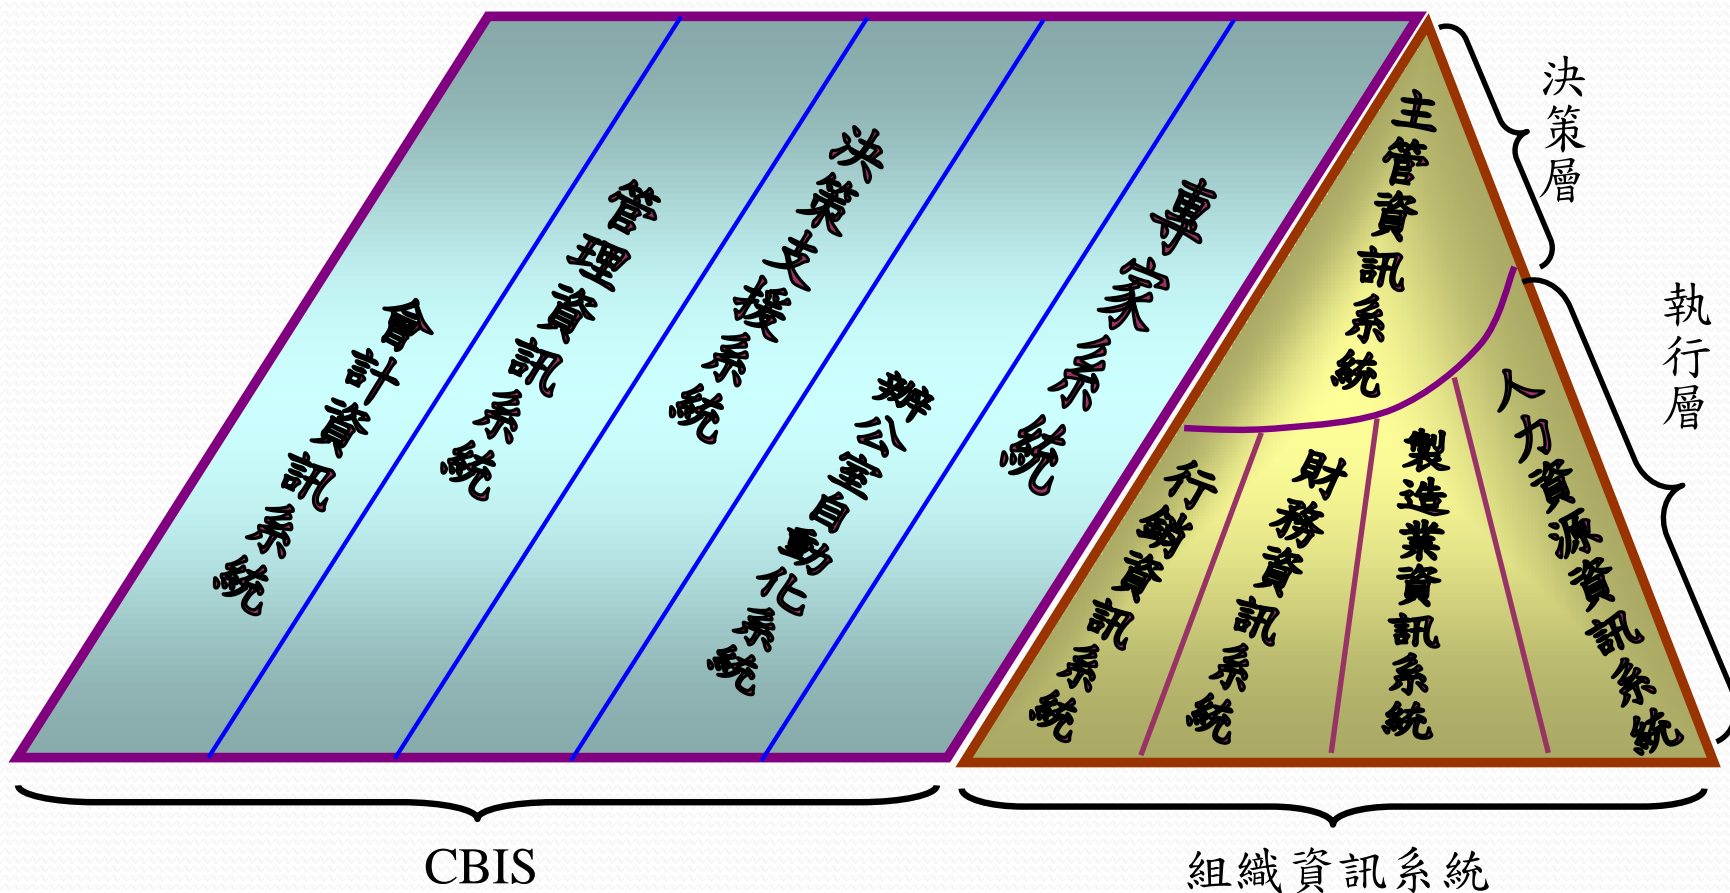 會計資訊系統
管理資訊系統
決策支援系統
辦公室自動化系統
專家系統
主管資訊系統
行銷資訊系統
財務資訊系統
製造業資訊系統
人力資源資訊系統
決策層
執行層
CBIS
組織資訊系統